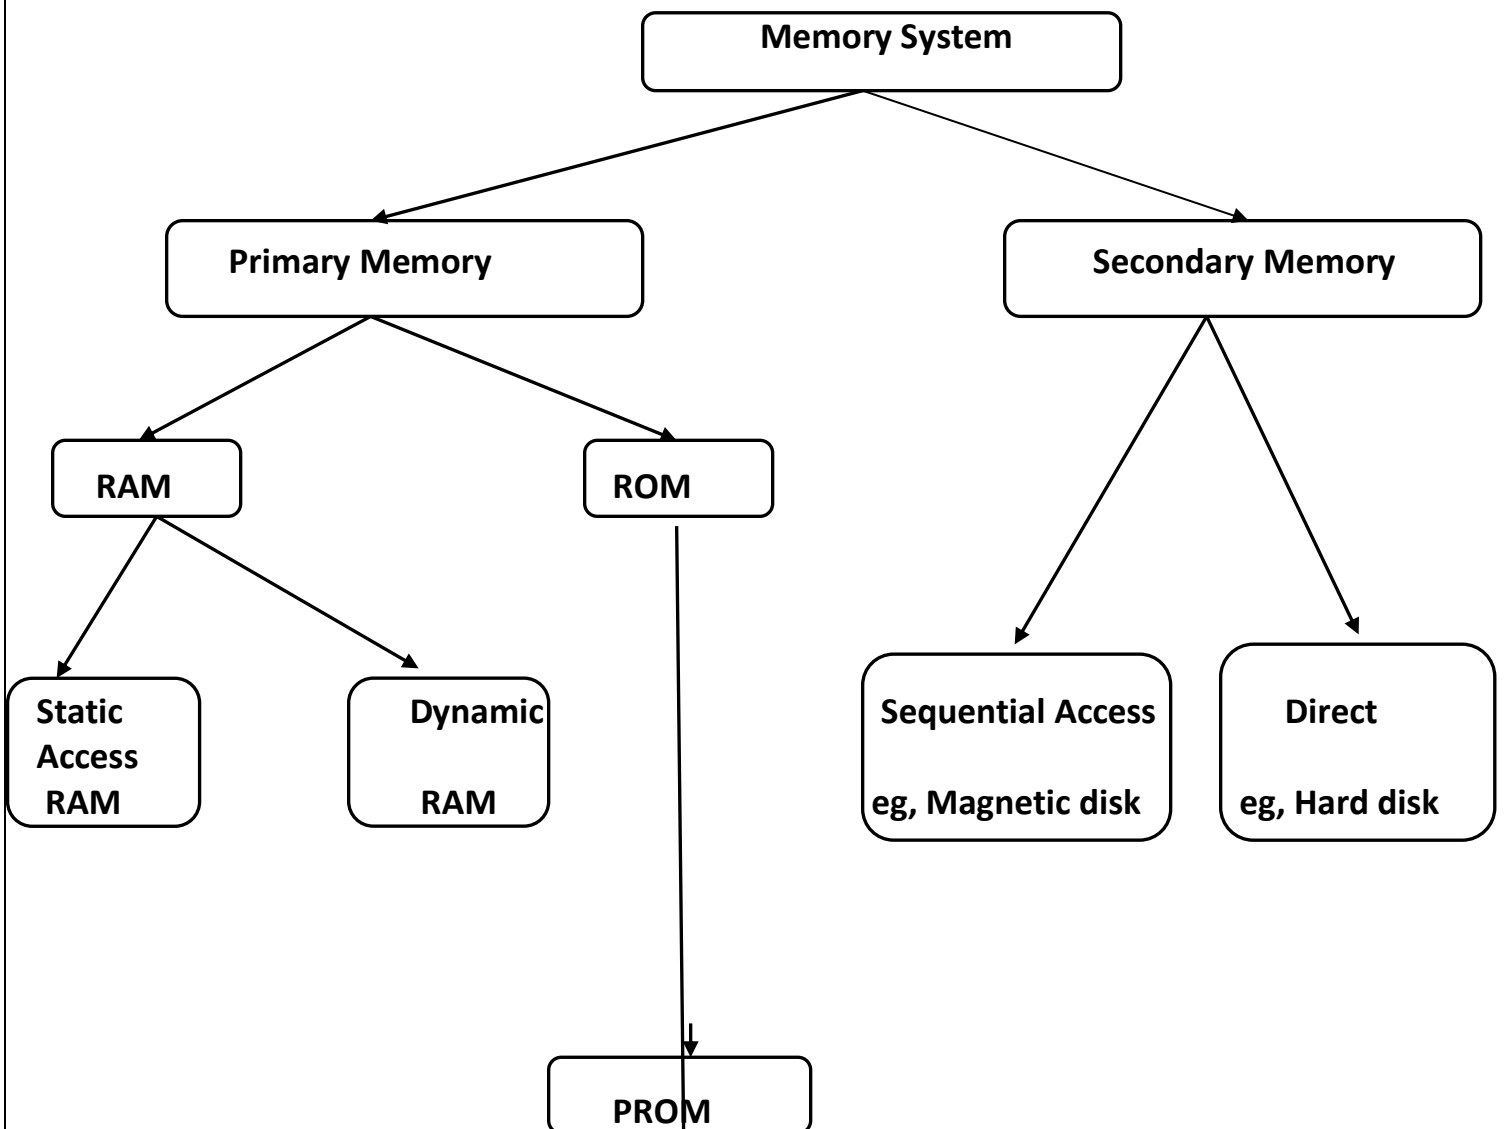 Memory System
Primary Memory
Secondary Memory
RAM
ROM
Static
Access
RAM
Dynamic
RAM
Sequential Access
eg, Magnetic disk
Direct
eg, Hard disk
PROM